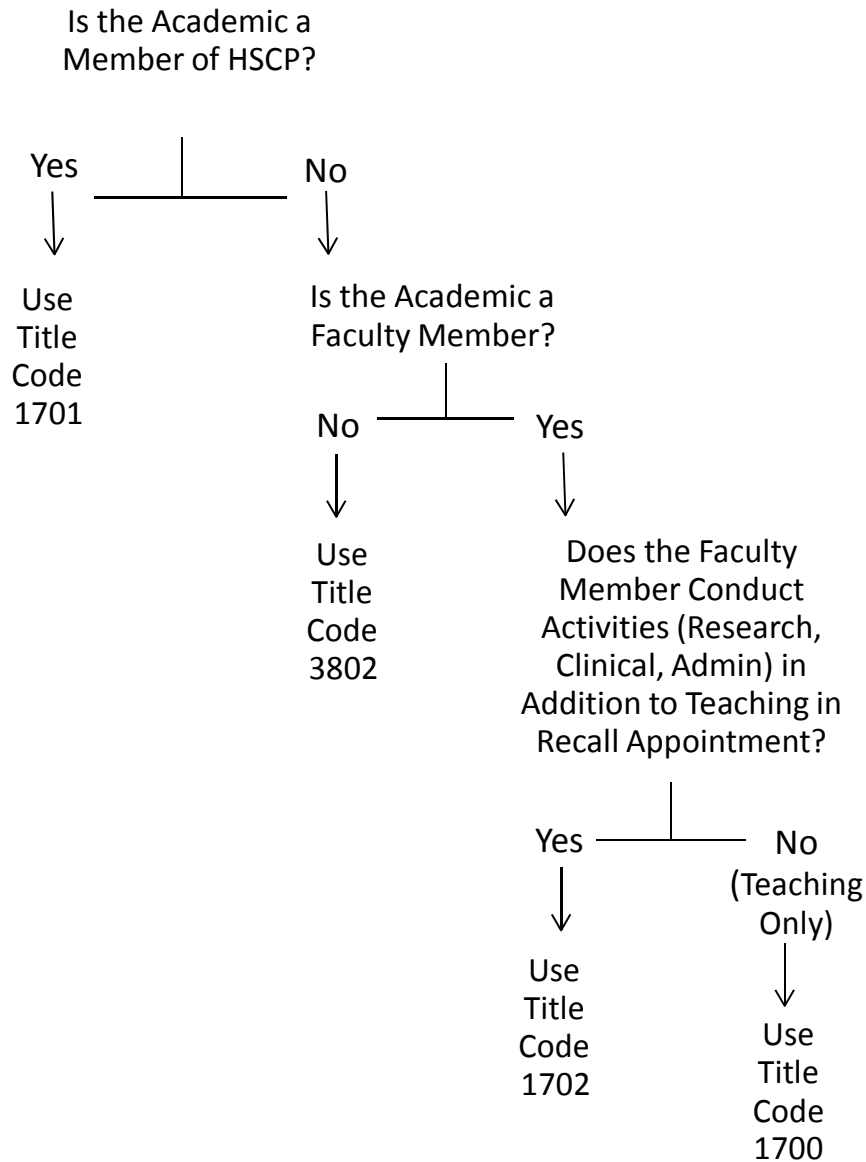 Is the Academic a
Member of HSCP?
Yes
No
Use
Title
Code
1701
Is the Academic a
Faculty Member?
No
Yes
Use
Title
Code
3802
Does the Faculty
Member Conduct
Activities (Research,
Clinical, Admin) in
Addition to Teaching in
Recall Appointment?
Yes
No
(Teaching
Only)
Use
Title
Code
1702
Use
Title
Code
1700